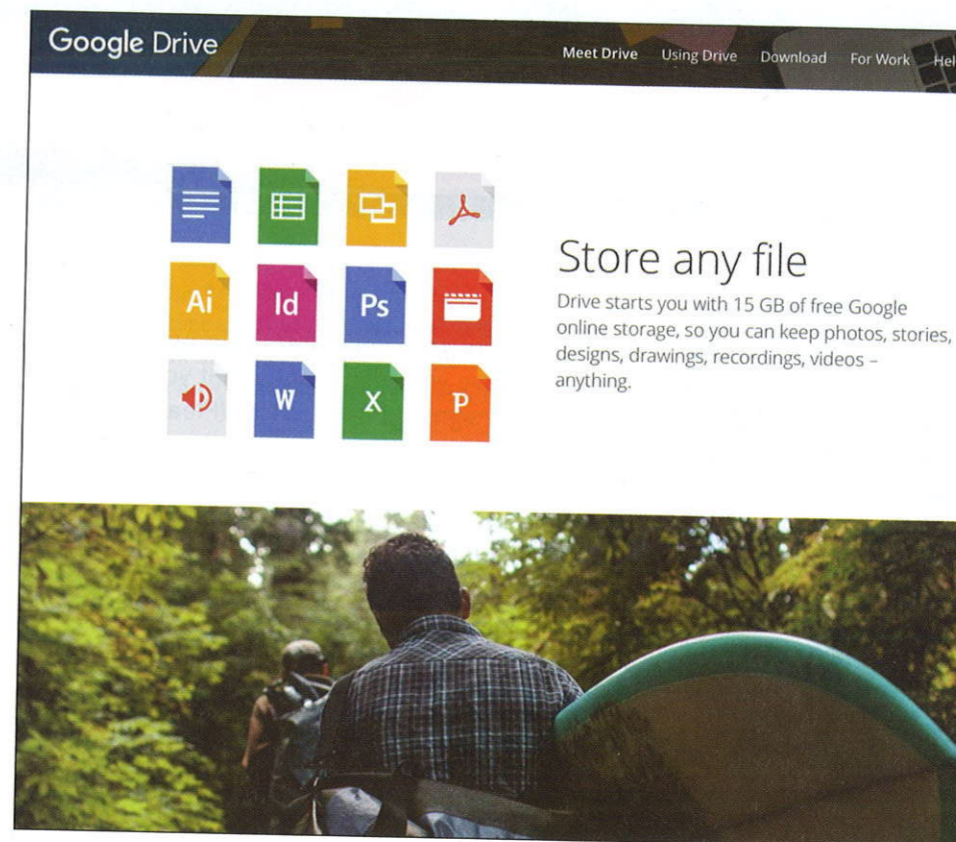 Google Drive
Meet Drive Using Drive Download For Work
Ai Id Ps
W X P
Store any file
Drive starts you with 15 GB of free Google
online storage, so you can keep photos, stories,
designs, drawings, recordings, videos –
anything.